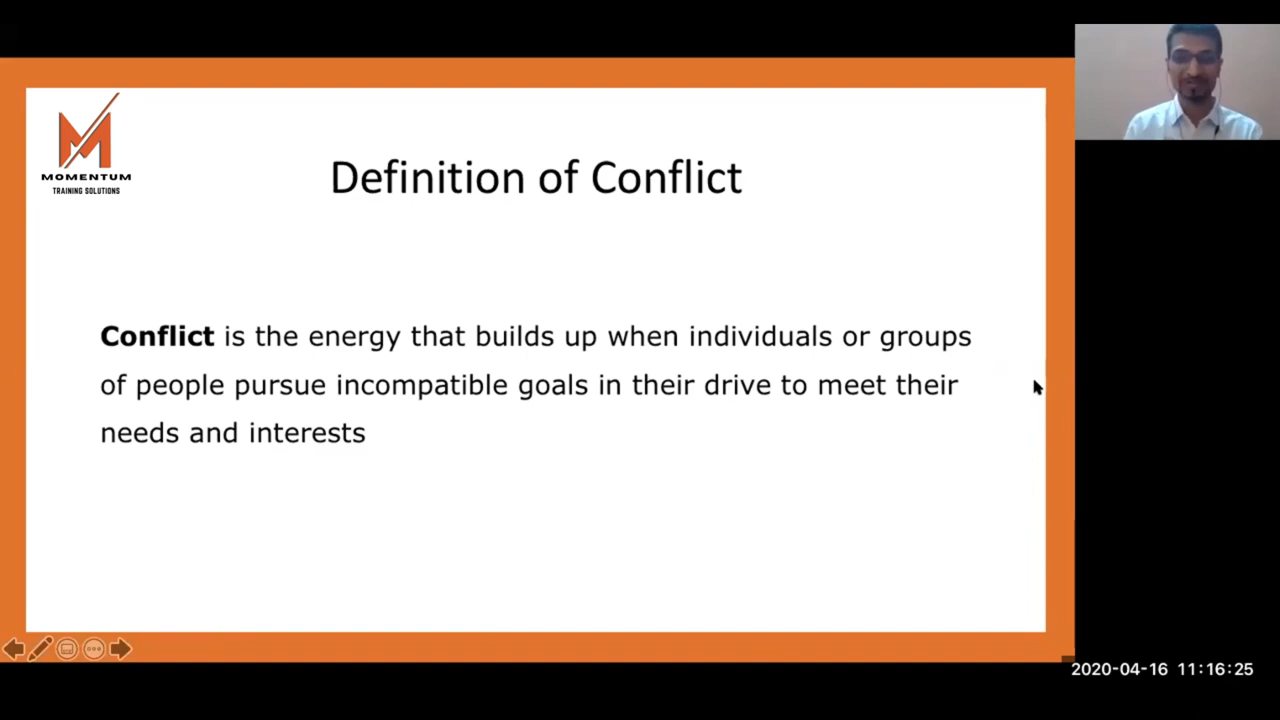 MOMENTUM
TRAINING SOLUTIONS
Definition of Conflict
Conflict is the energy that builds up when individuals or groups
of people pursue incompatible goals in their drive to meet their
needs and interests
2020-04-16 11:16:25